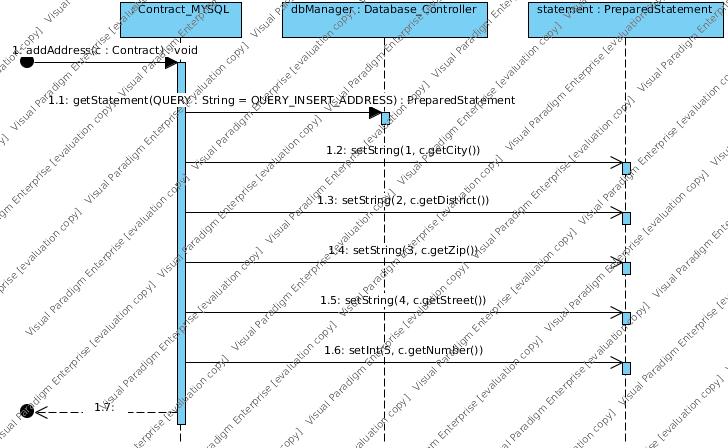 Contract_MYSQL
dbManager : Database_Controller
statement : PreparedStatement
1: addAddress(c : Contract) : void
1.1: getStatement(QUERY : String = QUERY_INSERT_ADDRESS) : PreparedStatement
1.2: setString(1, c.getCity())
1.3: setString(2, c.getDistrict())
1.4: setString(3, c.getZip())
1.5: setString(4, c.getStreet())
1.6: setInt(5, c.getNumber())
1.7:
Visual Paradigm Enterprise [evaluation copy]